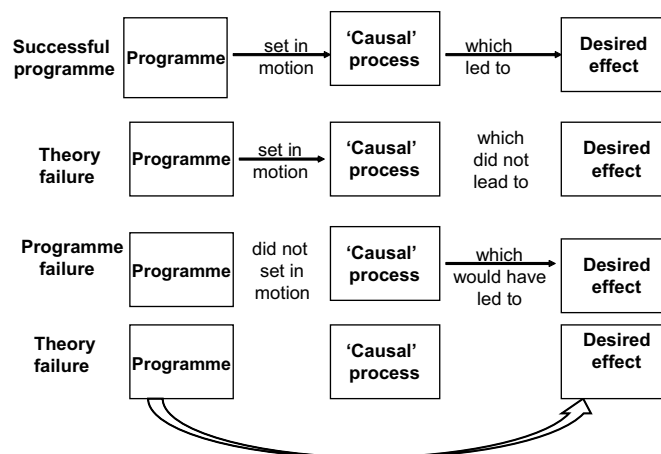 Successful
programme
Programme
set in
motion
‘Causal’
process
which
led to
Desired
effect
Theory
failure
Programme
set in
motion
‘Causal’
process
which
did not
lead to
Desired
effect
Programme
failure
Programme
did not
set in
motion
‘Causal’
process
which
would have
led to
Desired
effect
Theory
failure
Programme
‘Causal’
process
Desired
effect